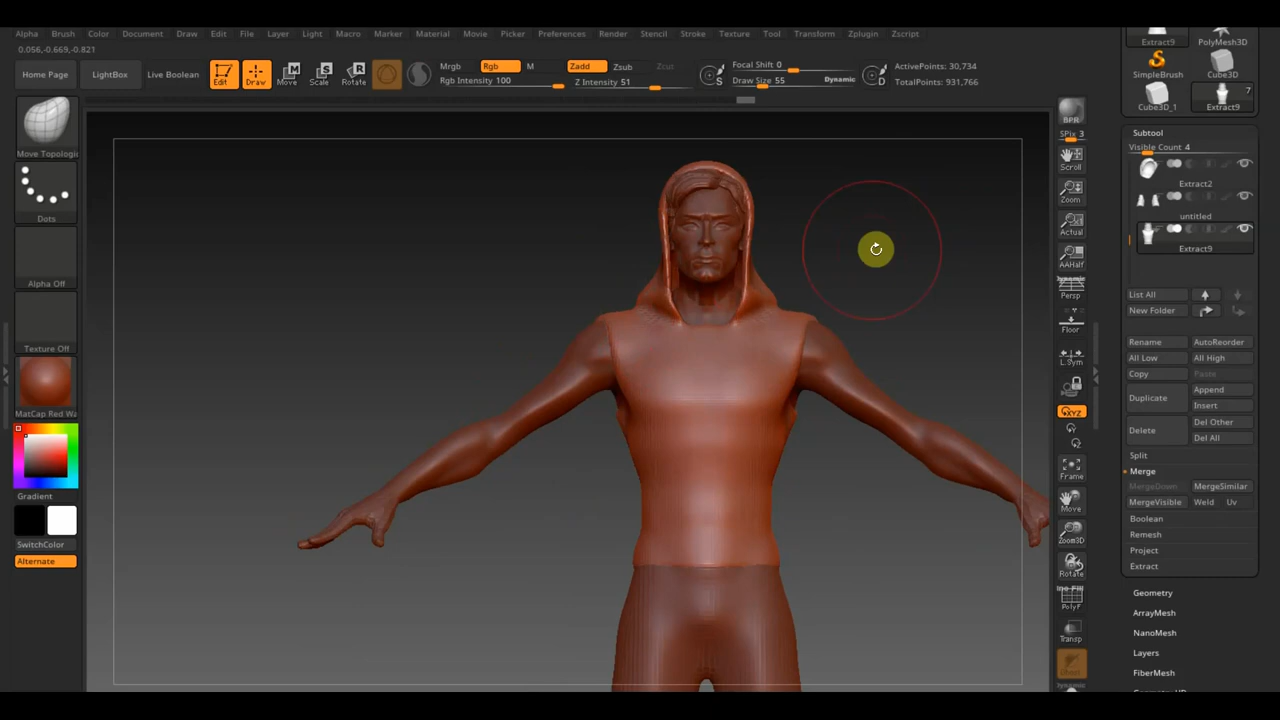 Alpha Brush Color Document Draw Edit File Layer Light Macro Marker Material Movie Picker Preferences Render Stencil Stroke Texture Tool Transform Zplugin Zscript
0.056,-0.669,-0.821
Home Page
LightBox
Live Boolean
Edit
Draw
Move
Scale
Rotate
Mrgb
Rgb
M
Rgb Intensity 100
Zadd
Zsub
Zcut
Z Intensity 51
S
Focal Shift 0
Draw Size 55
Dynamic
D
ActivePoints: 30,734
TotalPoints: 931,766
Move Topologic
Dots
Alpha Off
Texture Off
MatCap Red Wa
Gradient
SwitchColor
Alternate
BPR
SPix 3
Scroll
Zoom
Actual
AAHalf
Dynamic
Persp
Floor
L.Sym
XYZ
Frame
Move
Zoom3D
Rotate
PolyF
Transp
Dynamic
Extract9
PolyMesh3D
SimpleBrush
Cube3D
Cube3D_1
7
Extract9
Subtool
Visible Count 4
Extract2
untitled
Extract9
List All
New Folder
Rename
AutoReorder
All Low
All High
Copy
Paste
Duplicate
Append
Insert
Delete
Del Other
Del All
Split
Merge
MergeDown
MergeSimilar
MergeVisible
Weld
Uv
Boolean
Remesh
Project
Extract
Geometry
ArrayMesh
NanoMesh
Layers
FiberMesh